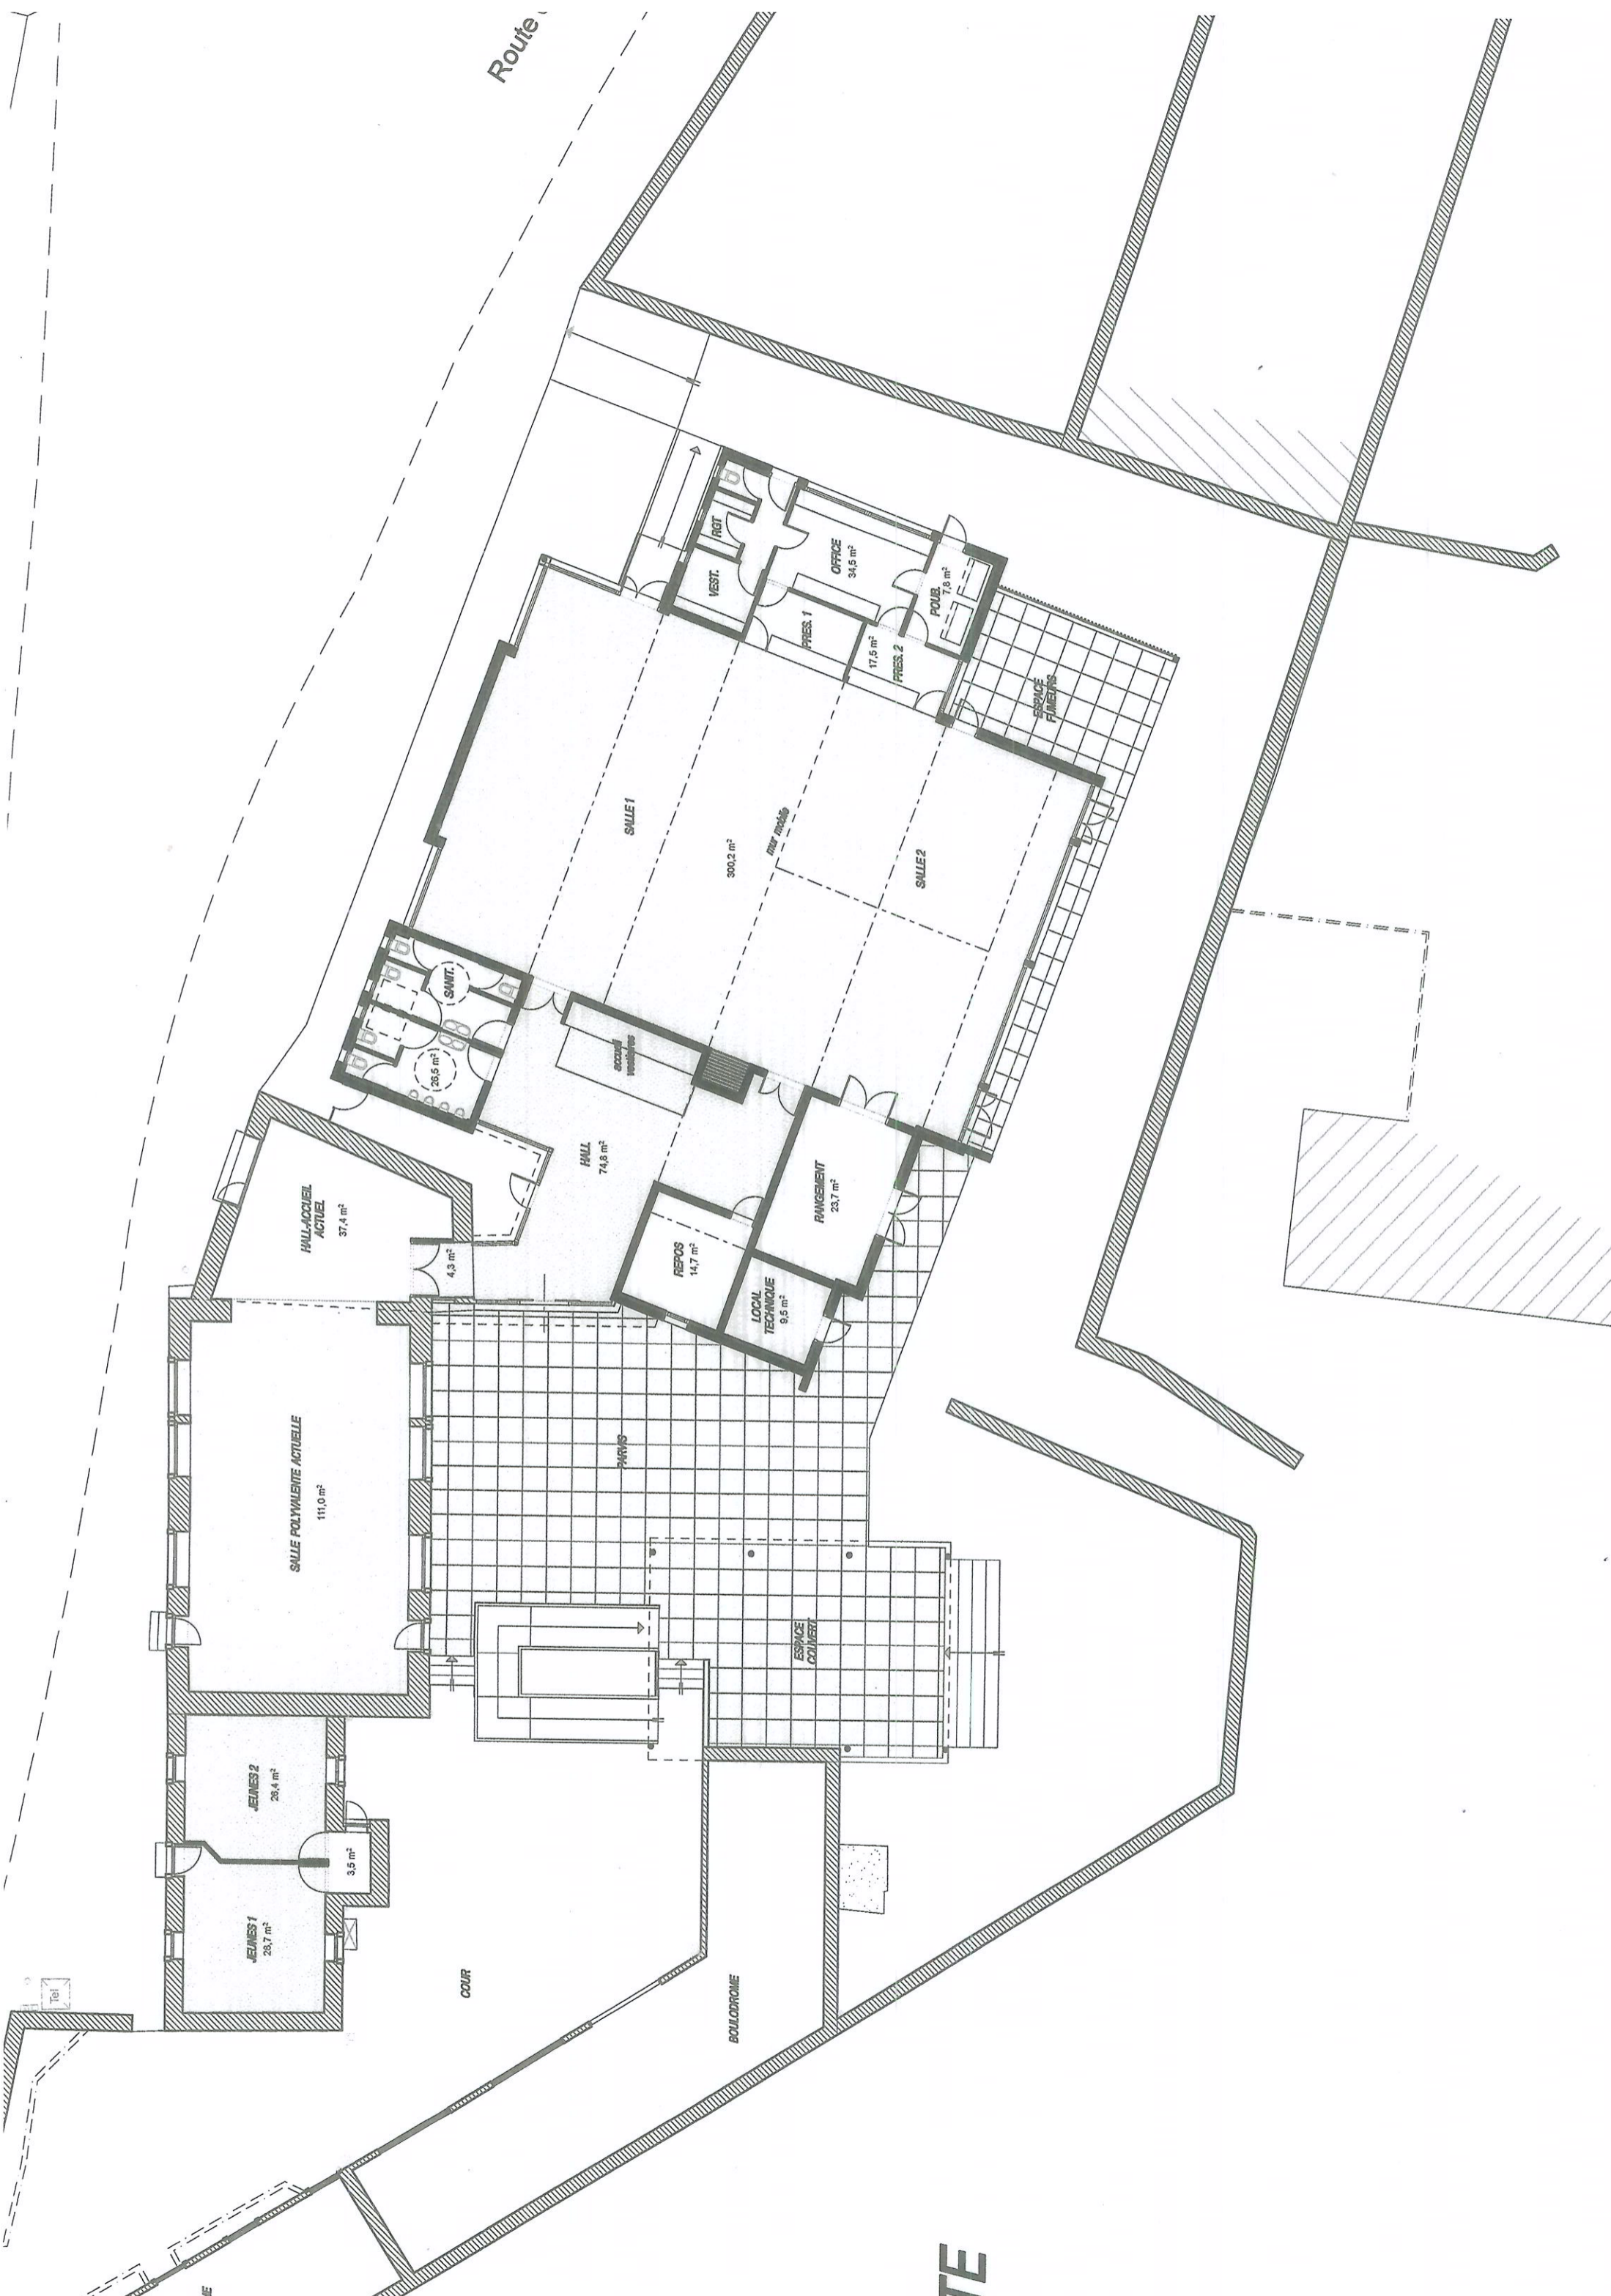 Route
RGT
VEST.
OFFICE
34,5 m²
POUB.
7,8 m²
PRES. 1
17,5 m²
PRES. 2
ESPACE
FUMEURS
SALLE 1
300,2 m²
mur mobile
SALLE 2
SANIT.
26,5 m²
accueil
vestiaires
HALL
74,8 m²
HALL-ACCUEIL
ACTUEL
37,4 m²
4,3 m²
RANGEMENT
23,7 m²
REPOS
14,7 m²
LOCAL
TECHNIQUE
9,5 m²
SALLE POLYVALENTE ACTUELLE
111,0 m²
PARVIS
ESPACE
COUVERT
JEUNES 2
26,4 m²
3,5 m²
JEUNES 1
28,7 m²
Tel
COUR
BOULODROME
TE